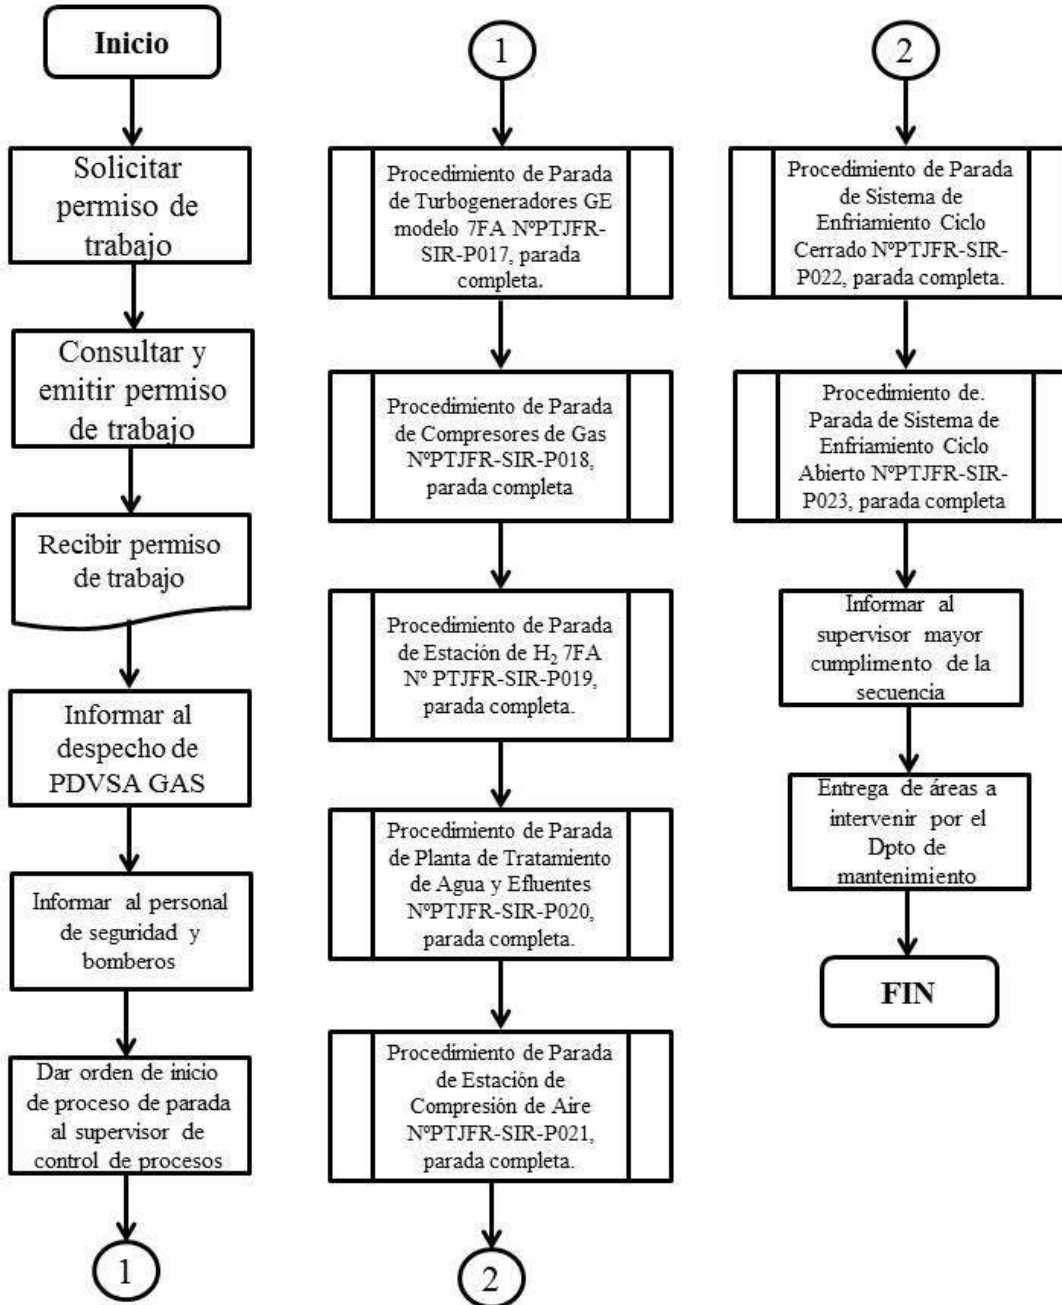 Inicio
Solicitar
permiso de
trabajo
Consultar y
emitir permiso
de trabajo
Recibir permiso
de trabajo
Informar al
despecho de
PDVSA GAS
Informar al personal
de seguridad y
bomberos
Dar orden de inicio
de proceso de parada
al supervisor de
control de procesos
1
1
Procedimiento de Parada
de Turbogeneradores GE
modelo 7FA NºPTJFR-
SIR-P017, parada
completa.
Procedimiento de Parada
de Compresores de Gas
NºPTJFR-SIR-P018,
parada completa
Procedimiento de Parada
de Estación de H₂ 7FA
Nº PTJFR-SIR-P019,
parada completa.
Procedimiento de Parada
de Planta de Tratamiento
de Agua y Efluentes
NºPTJFR-SIR-P020,
parada completa.
Procedimiento de Parada
de Estación de
Compresión de Aire
NºPTJFR-SIR-P021,
parada completa.
2
2
Procedimiento de Parada
de Sistema de
Enfriamiento Ciclo
Cerrado NºPTJFR-SIR-
P022, parada completa.
Procedimiento de.
Parada de Sistema de
Enfriamiento Ciclo
Abierto NºPTJFR-SIR-
P023, parada completa
Informar al
supervisor mayor
cumplimento de la
secuencia
Entrega de áreas a
intervenir por el
Dpto de
mantenimiento
FIN